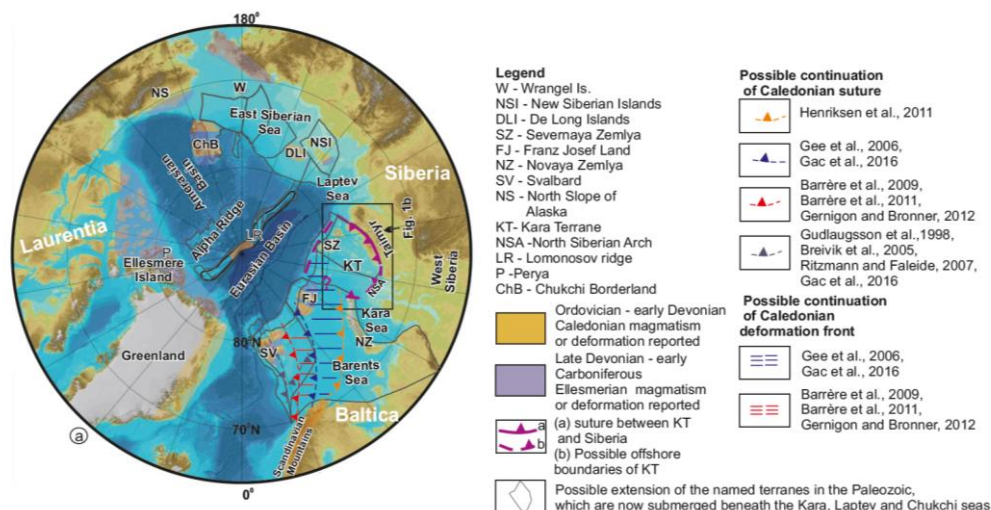 180°
NS
W
East Siberian
Sea
ChB
DLI
NSI
Amerasian
Basin
Laptev
Sea
Siberia
Laurentia
Alpha Ridge
LR
Eurasian Basin
SZ
Taimyr
Fig. 1b
P
Ellesmere
Island
KT
NSA
West
Siberia
FJ
Kara
Sea
NZ
Greenland
80°N
SV
Barents
Sea
Baltica
70°N
Scandinavian
Mountains
a
0°
Legend
W - Wrangel Is.
NSI - New Siberian Islands
DLI - De Long Islands
SZ - Severnaya Zemlya
FJ - Franz Josef Land
NZ - Novaya Zemlya
SV - Svalbard
NS - North Slope of
Alaska
KT- Kara Terrane
NSA -North Siberian Arch
LR - Lomonosov ridge
P -Perya
ChB - Chukchi Borderland
Ordovician - early Devonian
Caledonian magmatism
or deformation reported
Late Devonian - early
Carboniferous
Ellesmerian magmatism
or deformation reported
a
b
(a) suture between KT
and Siberia
(b) Possible offshore
boundaries of KT
Possible extension of the named terranes in the Paleozoic,
which are now submerged beneath the Kara, Laptev and Chukchi seas
Possible continuation
of Caledonian suture
Henriksen et al., 2011
Gee et al., 2006,
Gac et al., 2016
Barrère et al., 2009,
Barrère et al., 2011,
Gernigon and Bronner, 2012
Gudlaugsson et al.,1998,
Breivik et al., 2005,
Ritzmann and Faleide, 2007,
Gac et al., 2016
Possible continuation
of Caledonian
deformation front
Gee et al., 2006,
Gac et al., 2016
Barrère et al., 2009,
Barrère et al., 2011,
Gernigon and Bronner, 2012